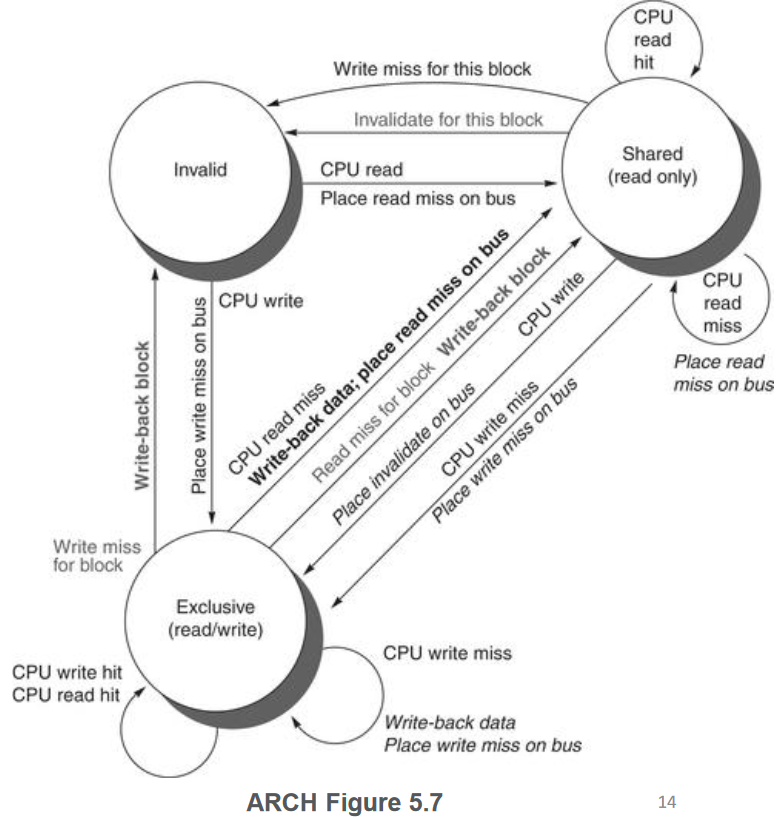 CPU
read
hit
Write miss for this block
Invalidate for this block
Invalid
Shared
(read only)
CPU read
Place read miss on bus
CPU
read
miss
Place read
miss on bus
CPU write
Place write miss on bus
Write-back block
CPU read miss
Write-back data; place read miss on bus
Read miss for block
Write-back block
CPU write
Place invalidate on bus
CPU write miss
Place write miss on bus
Write miss
for block
Exclusive
(read/write)
CPU write hit
CPU read hit
CPU write miss
Write-back data
Place write miss on bus
ARCH Figure 5.7
14